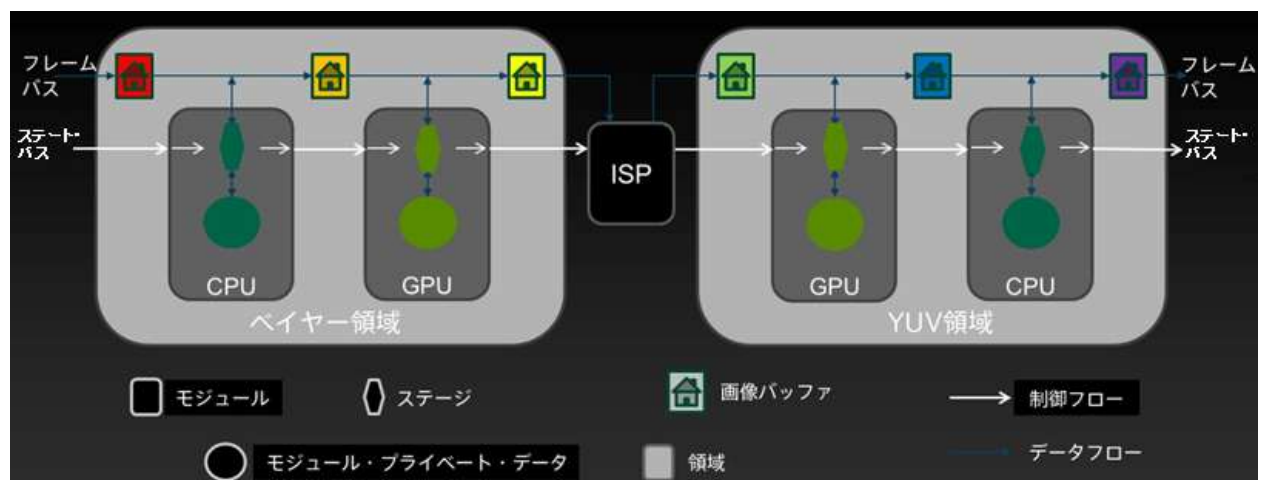 フレーム
バス
フレーム
バス
ステート・
バス
ステート・
バス
ISP
CPU
GPU
GPU
CPU
ベイヤー領域
YUV領域
モジュール
ステージ
画像バッファ
制御フロー
モジュール・プライベート・データ
領域
データフロー